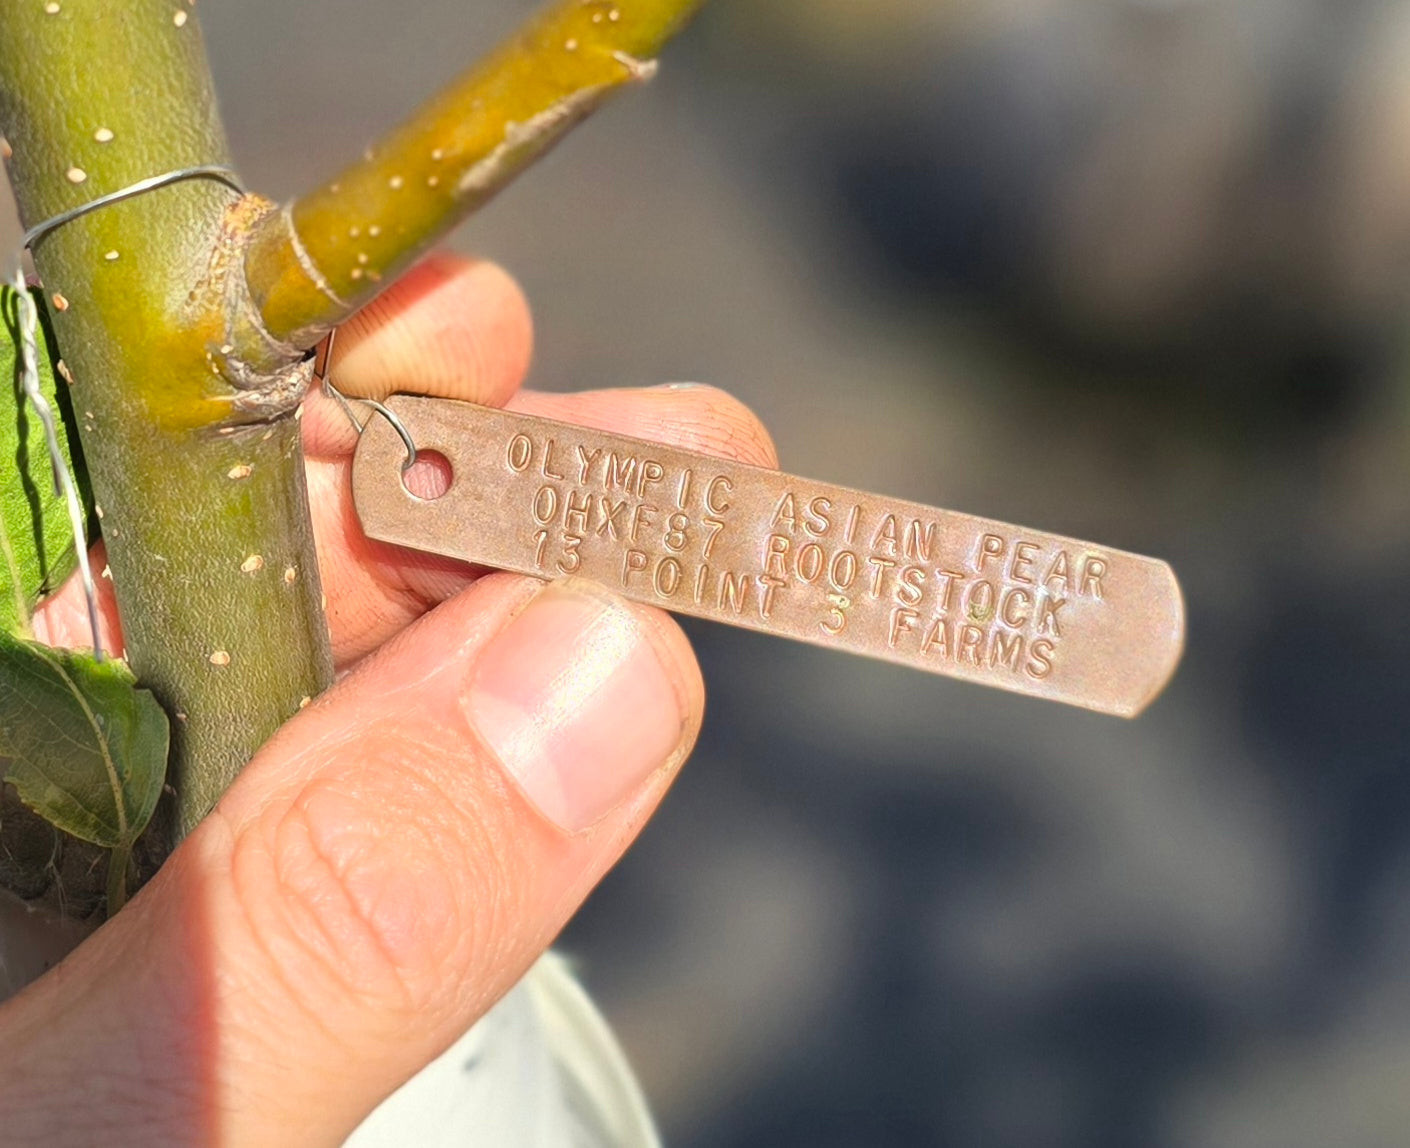 OLYMPIC ASIAN PEAR
OHXF87 ROOTSTOCK
13 POINT 3 FARMS